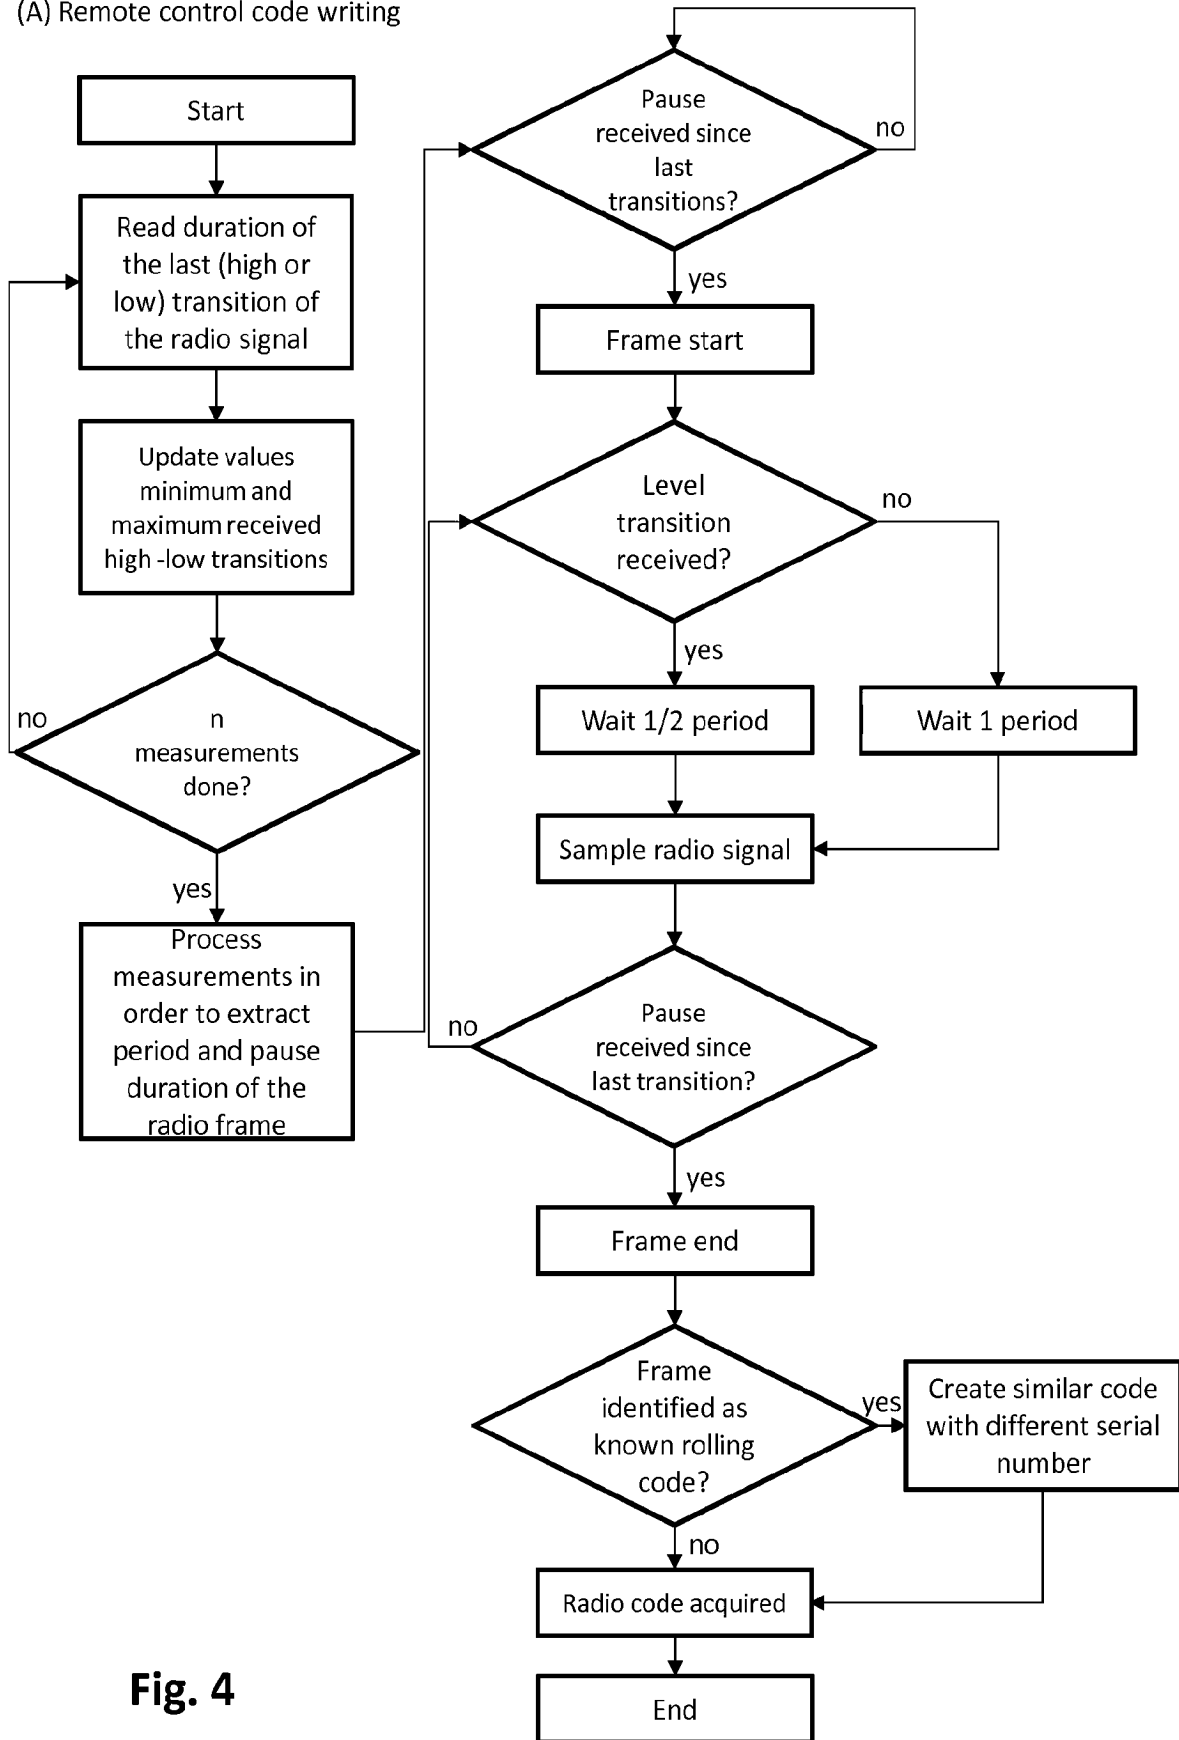 (A) Remote control code writing
Start
Read duration of
the last (high or
low) transition of
the radio signal
Update values
minimum and
maximum received
high -low transitions
no
n
measurements
done?
yes
Process
measurements in
order to extract
period and pause
duration of the
radio frame
Pause
received since
last
transitions?
no
yes
Frame start
Level
transition
received?
no
yes
Wait 1/2 period
Wait 1 period
Sample radio signal
Pause
received since
last transition?
no
yes
Frame end
Frame
identified as
known rolling
code?
yes
Create similar code
with different serial
number
no
Radio code acquired
End
Fig. 4